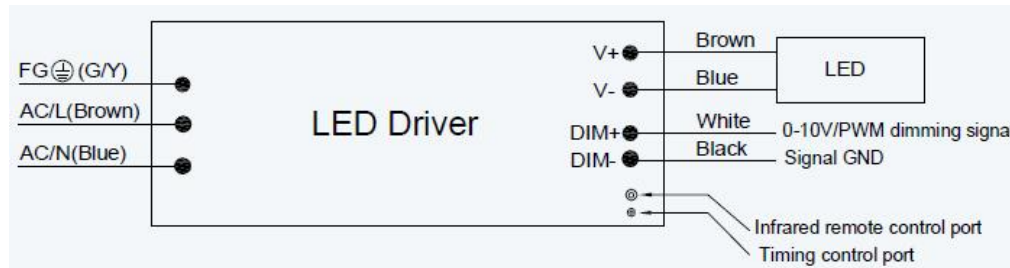 FG (G/Y)
AC/L(Brown)
AC/N(Blue)
LED Driver
V+
Brown
V-
Blue
LED
DIM+
White
0-10V/PWM dimming signa
DIM-
Black
Signal GND
Infrared remote control port
Timing control port